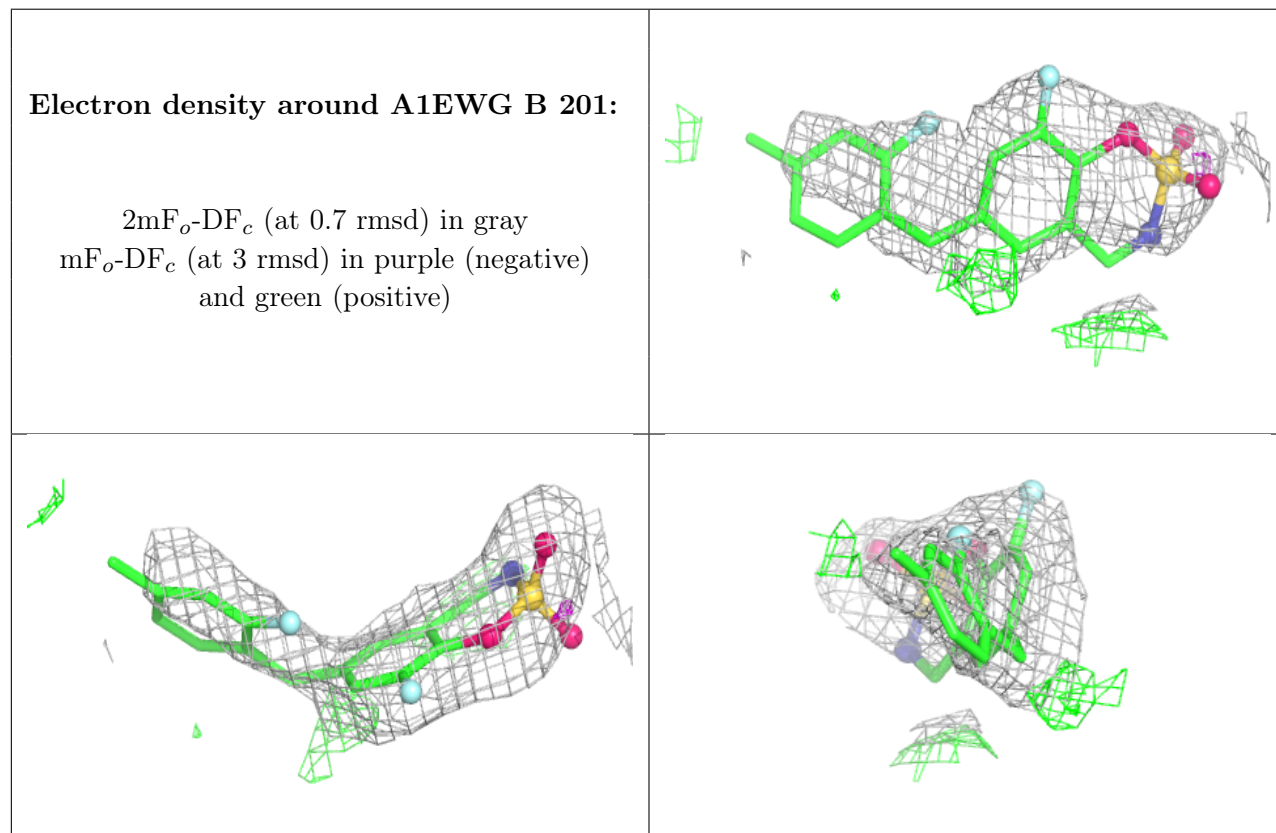 Electron density around A1EWG B 201:
2mFo-DFc (at 0.7 rmsd) in gray
mFo-DFc (at 3 rmsd) in purple (negative)
and green (positive)